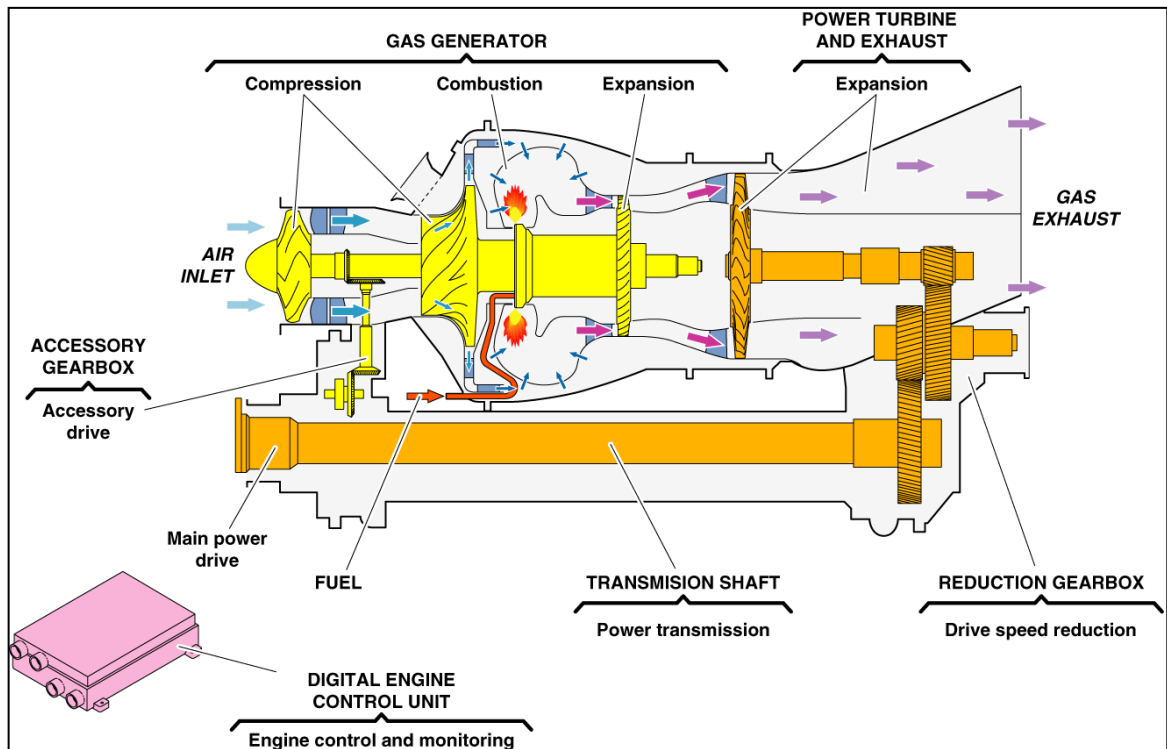 POWER TURBINE
AND EXHAUST
GAS GENERATOR
Compression
Combustion
Expansion
Expansion
AIR
INLET
GAS
EXHAUST
ACCESSORY
GEARBOX
Accessory
drive
Main power
drive
FUEL
TRANSMISION SHAFT
Power transmission
REDUCTION GEARBOX
Drive speed reduction
DIGITAL ENGINE
CONTROL UNIT
Engine control and monitoring